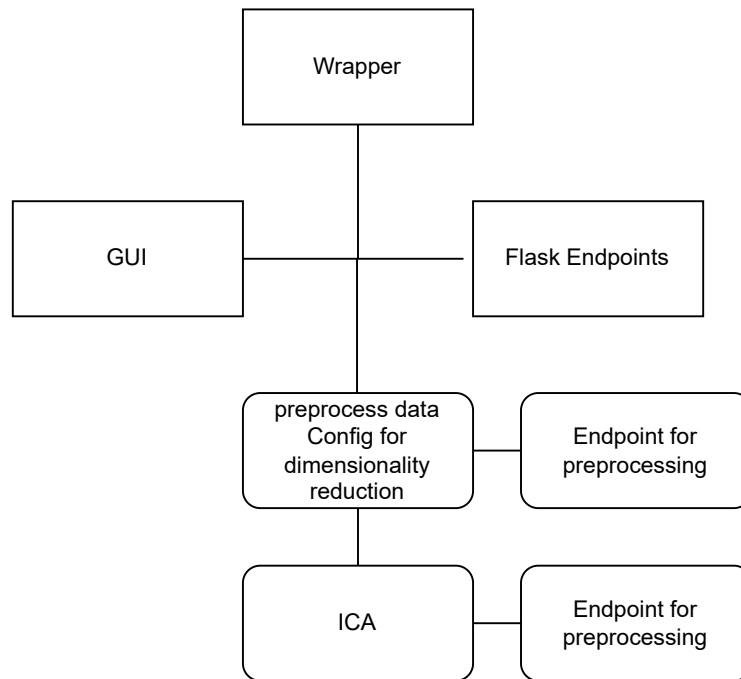 Wrapper
GUI
Flask Endpoints
preprocess data
Config for
dimensionality
reduction
Endpoint for
preprocessing
ICA
Endpoint for
preprocessing